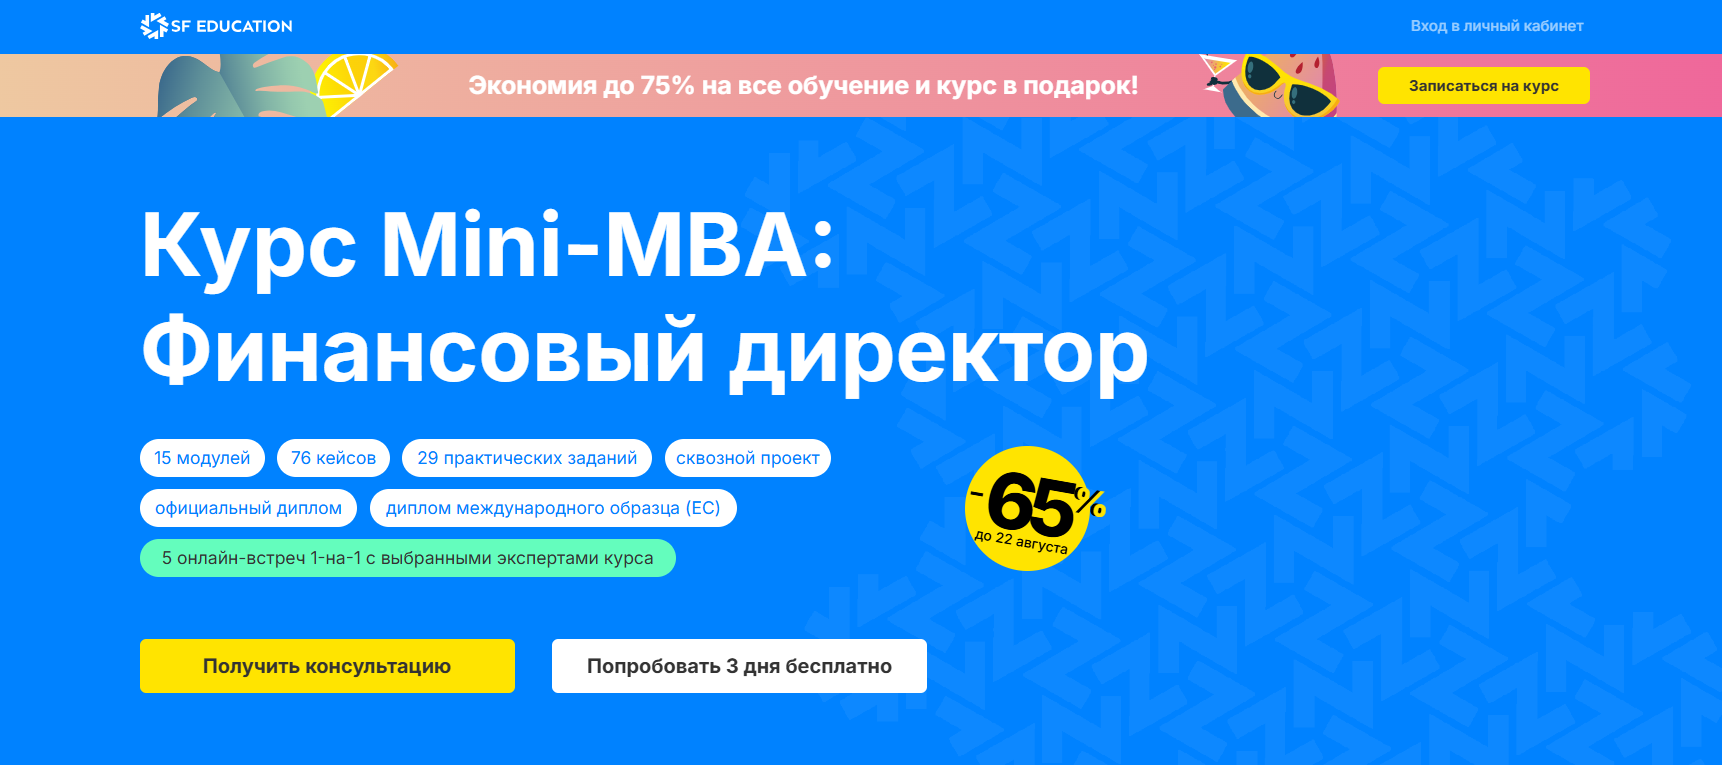 SF EDUCATION
Вход в личный кабинет
Экономия до 75% на все обучение и курс в подарок!
Записаться на курс
Курс Mini-MBA:
Финансовый директор
15 модулей
76 кейсов
29 практических заданий
сквозной проект
официальный диплом
диплом международного образца (ЕС)
5 онлайн-встреч 1-на-1 с выбранными экспертами курса
-65%
до 22 августа
Получить консультацию
Попробовать 3 дня бесплатно